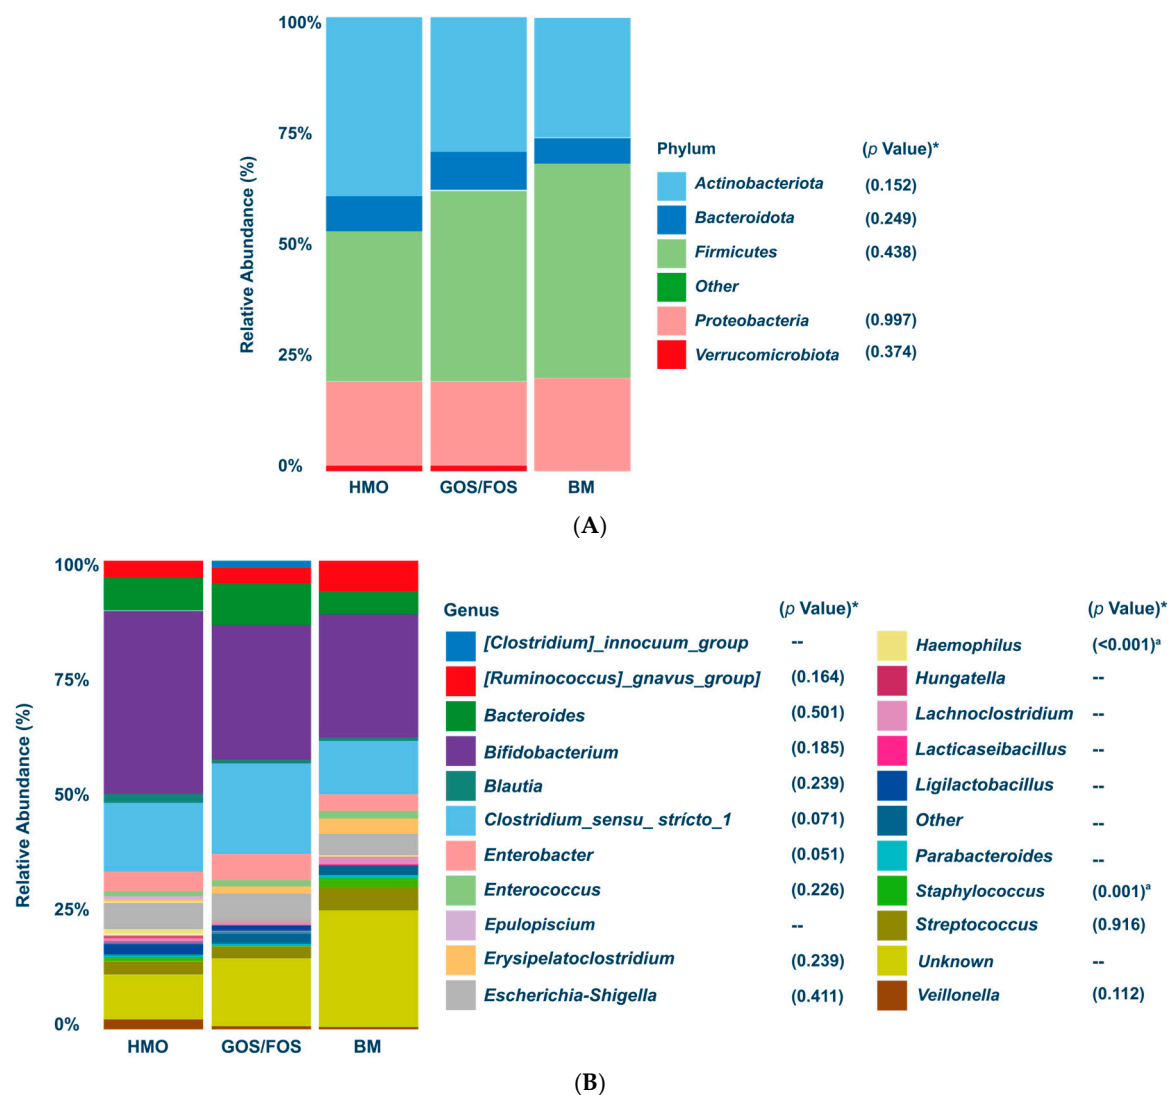 100%
75%
50%
25%
0%
Relative Abundance (%)
HMO GOS/FOS BM
Phylum (p Value)*
Actinobacteriota (0.152)
Bacteroidota (0.249)
Firmicutes (0.438)
Other
Proteobacteria (0.997)
Verrucomicrobiota (0.374)
(A)
100%
75%
50%
25%
0%
Relative Abundance (%)
HMO GOS/FOS BM
Genus (p Value)*
[Clostridium]_innocuum_group --
[Ruminococcus]_gnavus_group] (0.164)
Bacteroides (0.501)
Bifidobacterium (0.185)
Blautia (0.239)
Clostridium_sensu_ strícto_1 (0.071)
Enterobacter (0.051)
Enterococcus (0.226)
Epulopiscium --
Erysipelatoclostridium (0.239)
Escherichia-Shigella (0.411)
(p Value)*
Haemophilus (<0.001)ᵃ
Hungatella --
Lachnoclostridium --
Lacticaseibacillus --
Ligilactobacillus --
Other --
Parabacteroides --
Staphylococcus (0.001)ᵃ
Streptococcus (0.916)
Unknown --
Veillonella (0.112)
(B)